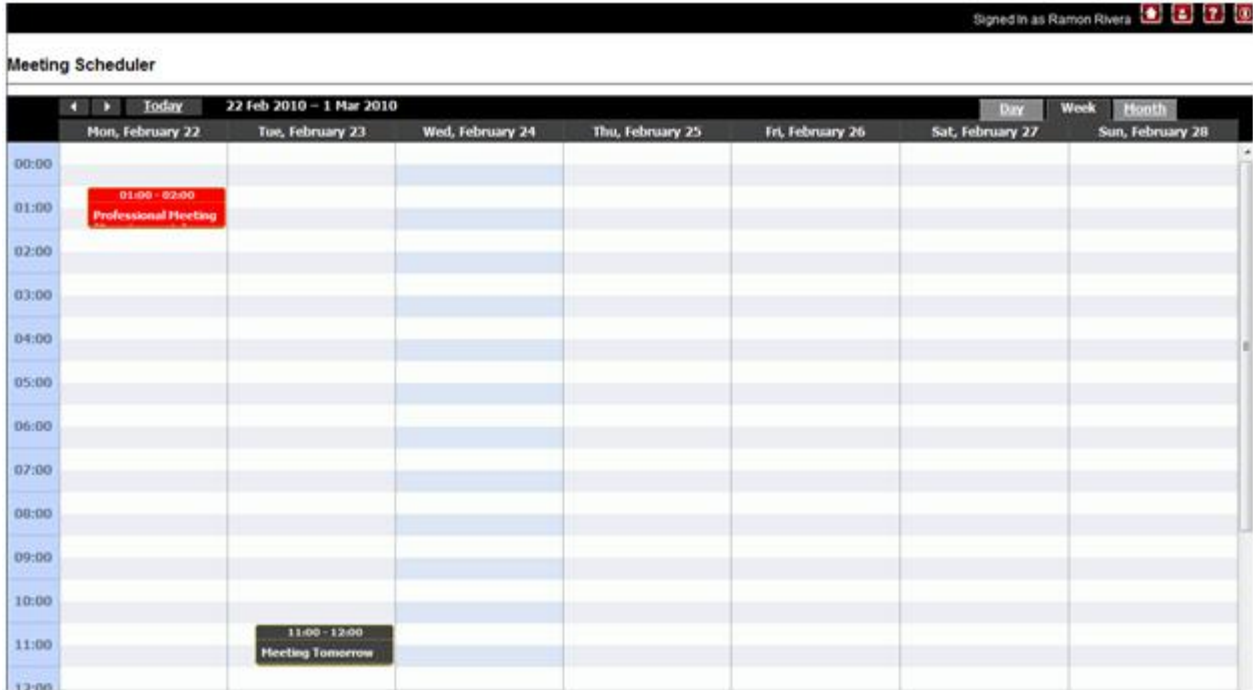 Signed In as Ramon Rivera
Meeting Scheduler
Today 22 Feb 2010 – 1 Mar 2010 Day Week Month
Mon, February 22 Tue, February 23 Wed, February 24 Thu, February 25 Fri, February 26 Sat, February 27 Sun, February 28
00:00
01:00 - 02:00
01:00
Professional Meeting
02:00
03:00
04:00
05:00
06:00
07:00
08:00
09:00
10:00
11:00 - 12:00
11:00
Meeting Tomorrow
12:00